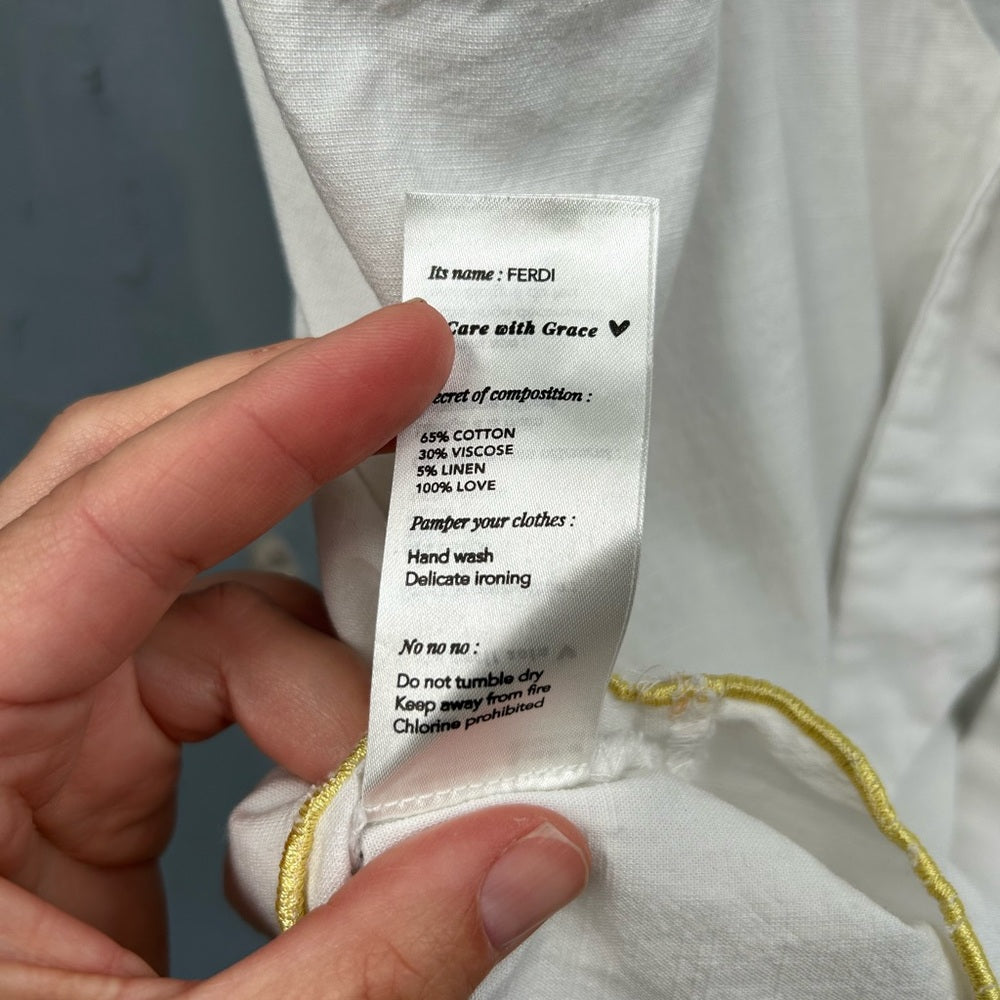 Its name : FERDI
Care with Grace ♥
ecret of composition :
65% COTTON
30% VISCOSE
5% LINEN
100% LOVE
Pamper your clothes :
Hand wash
Delicate ironing
No no no :
Do not tumble dry
Keep away from fire
Chlorine prohibited